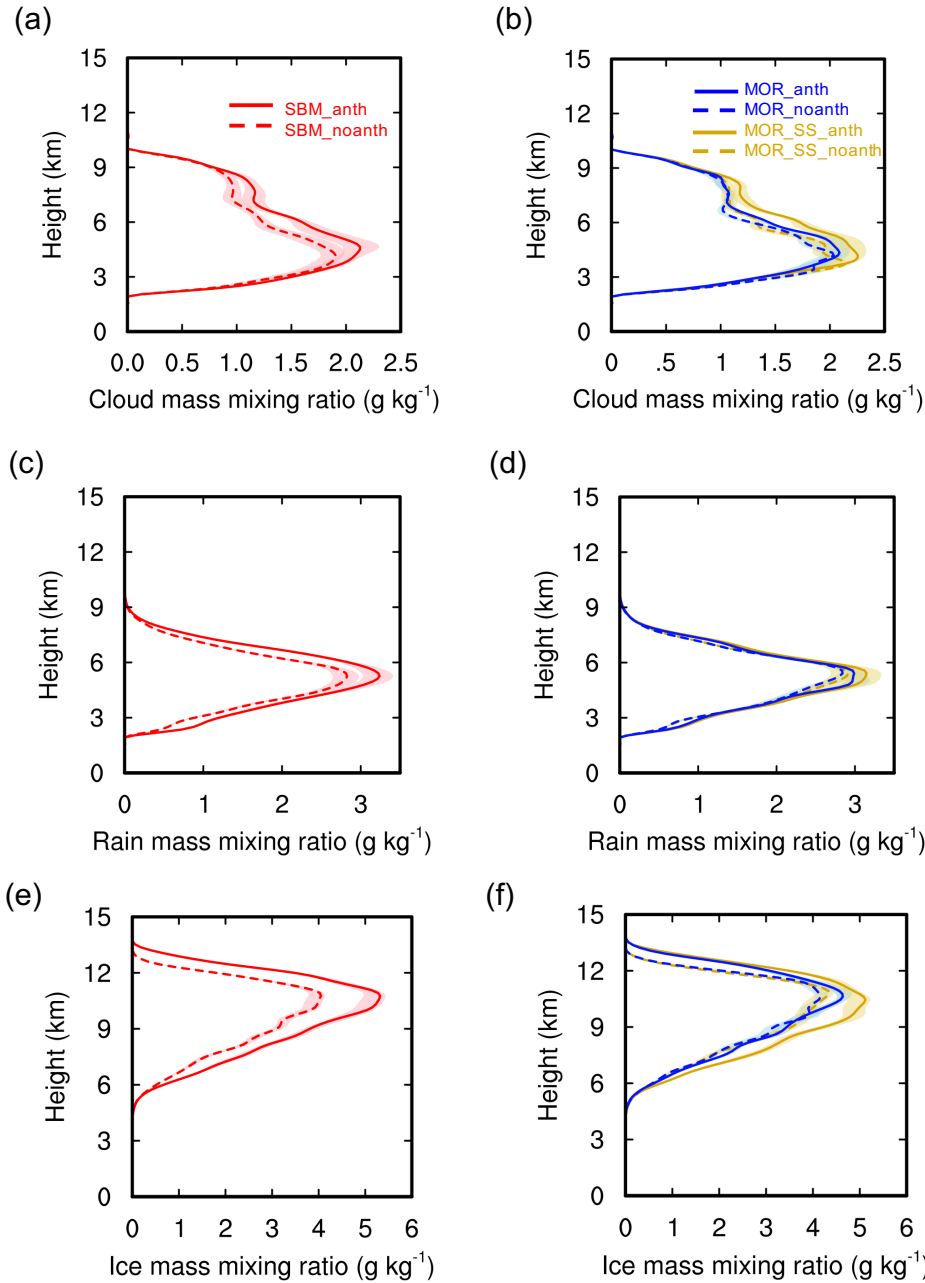 (a)
15
12
9
6
3
0
Height (km)
SBM_anth
SBM_noanth
0.0 0.5 1.0 1.5 2.0 2.5
Cloud mass mixing ratio (g kg-1)
(b)
15
12
9
6
3
0
Height (km)
MOR_anth
MOR_noanth
MOR_SS_anth
MOR_SS_noanth
0 0.5 1 1.5 2 2.5
Cloud mass mixing ratio (g kg-1)
(c)
15
12
9
6
3
0
Height (km)
0 1 2 3
Rain mass mixing ratio (g kg-1)
(d)
15
12
9
6
3
0
Height (km)
0 1 2 3
Rain mass mixing ratio (g kg-1)
(e)
15
12
9
6
3
0
Height (km)
0 1 2 3 4 5 6
Ice mass mixing ratio (g kg-1)
(f)
15
12
9
6
3
0
Height (km)
0 1 2 3 4 5 6
Ice mass mixing ratio (g kg-1)